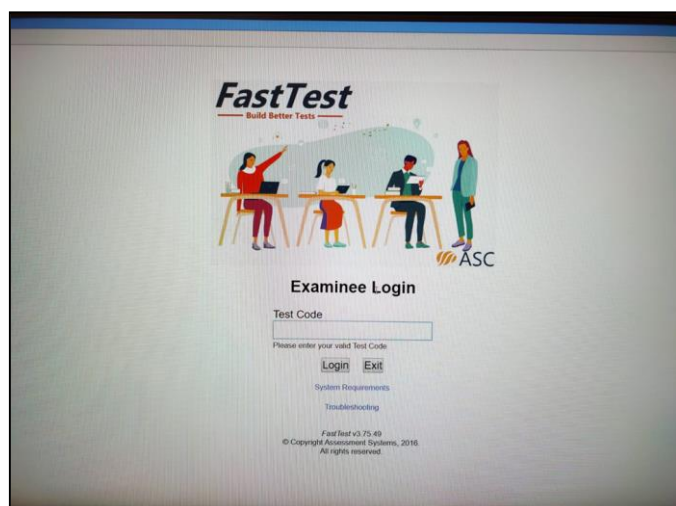 FastTest
Build Better Tests
ASC
Examinee Login
Test Code
Please enter your valid Test Code
Login Exit
System Requirements
Troubleshooting
FastTest v3.75.49
© Copyright Assessment Systems, 2016.
All rights reserved.